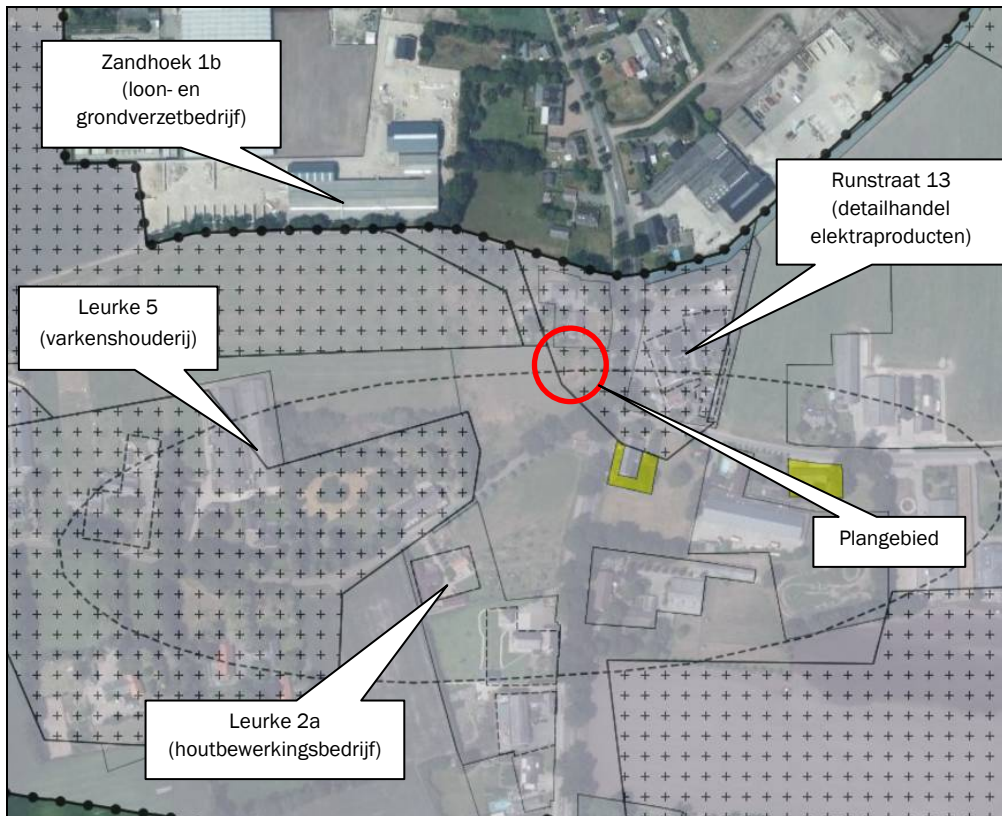 Zandhoek 1b
(loon- en
grondverzetbedrijf)
Runstraat 13
(detailhandel
elektraproducten)
Leurke 5
(varkenshouderij)
Plangebied
Leurke 2a
(houtbewerkingsbedrijf)